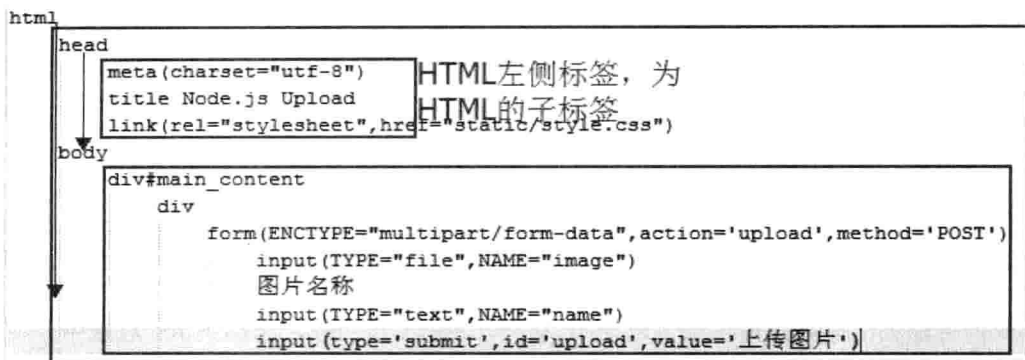 html
head
meta(charset="utf-8")
title Node.js Upload
link(rel="stylesheet",href="static/style.css")
HTML左侧标签，为
HTML的子标签
body
div#main_content
div
form(ENCTYPE="multipart/form-data",action='upload',method='POST')
input(TYPE="file",NAME="image")
图片名称
input(TYPE="text",NAME="name")
input(type='submit',id='upload',value='上传图片')